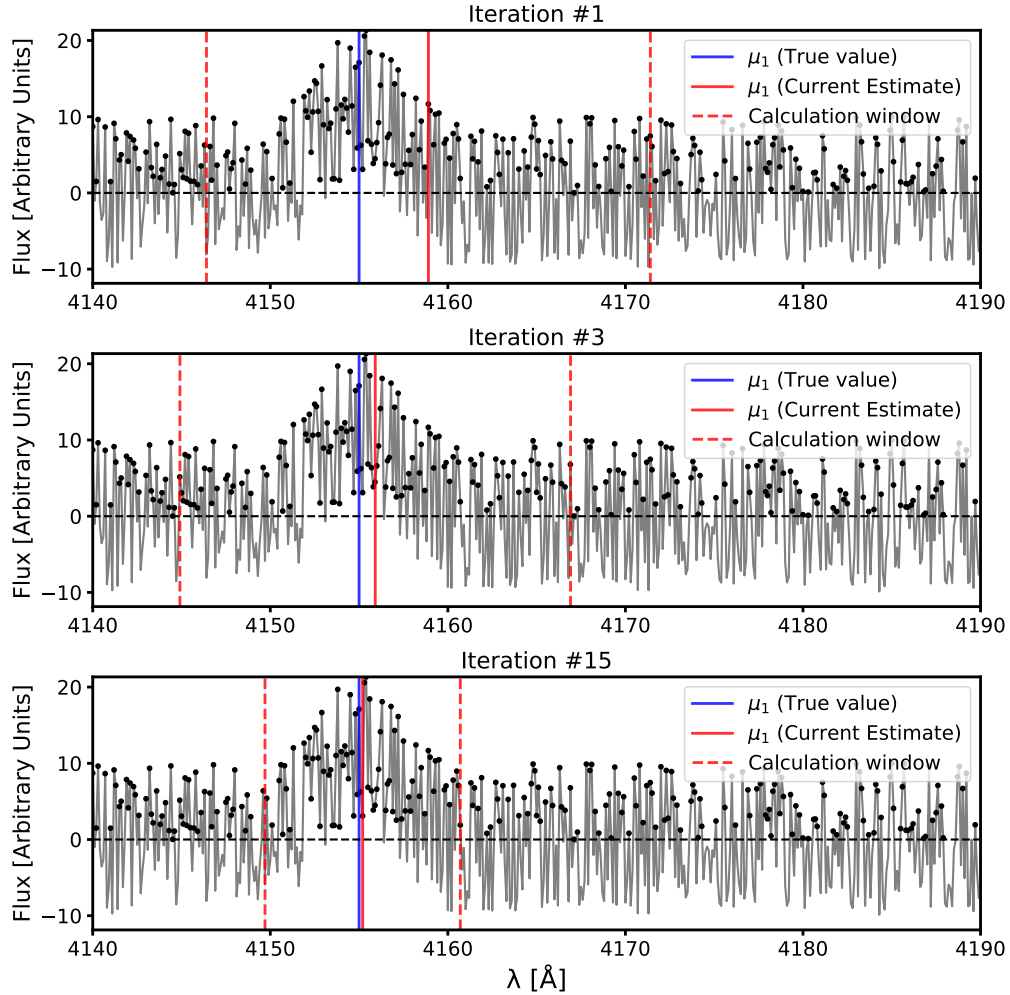 Iteration #1
Flux [Arbitrary Units]
20
10
0
−10
μ₁ (True value)
μ₁ (Current Estimate)
Calculation window
4140 4150 4160 4170 4180 4190
Iteration #3
Flux [Arbitrary Units]
20
10
0
−10
μ₁ (True value)
μ₁ (Current Estimate)
Calculation window
4140 4150 4160 4170 4180 4190
Iteration #15
Flux [Arbitrary Units]
20
10
0
−10
μ₁ (True value)
μ₁ (Current Estimate)
Calculation window
4140 4150 4160 4170 4180 4190
λ [Å]